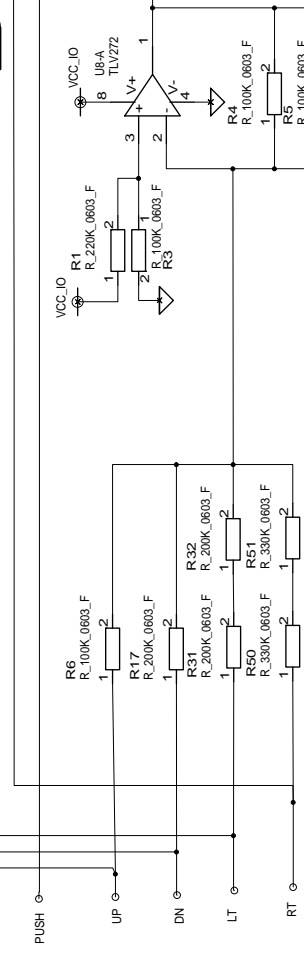 VCC_IO
U8-A
TLV272
1
8
V+
V-
4
+
-
3
2
R4
R_100K_0603_F
1
2
R5
R_100K_0603_F
1
VCC_IO
R1
R_220K_0603_F
1
2
R_100K_0603_F
R3
2
1
R32
R_200K_0603_F
1
2
R51
R_330K_0603_F
1
2
R6
R_100K_0603_F
1
2
R17
R_200K_0603_F
1
2
R31
R_200K_0603_F
1
2
R50
R_330K_0603_F
1
2
PUSH
UP
DN
LT
RT